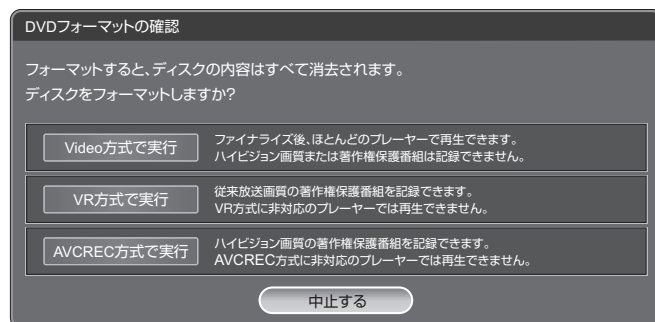 DVDフォーマットの確認
フォーマットすると、ディスクの内容はすべて消去されます。
ディスクをフォーマットしますか?
Video方式で実行
ファイナライズ後、ほとんどのプレーヤーで再生できます。
ハイビジョン画質または著作権保護番組は記録できません。
VR方式で実行
従来放送画質の著作権保護番組を記録できます。
VR方式に非対応のプレーヤーでは再生できません。
AVCREC方式で実行
ハイビジョン画質の著作権保護番組を記録できます。
AVCREC方式に非対応のプレーヤーでは再生できません。
中止する